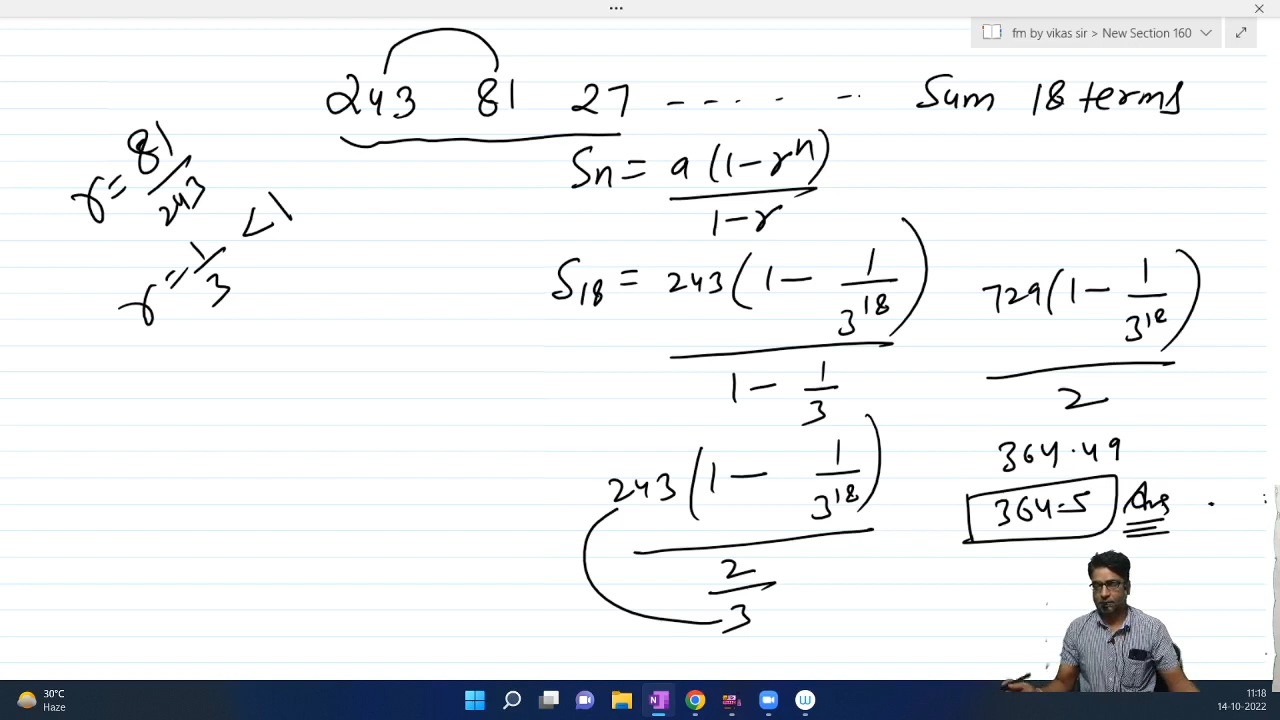 fm by vikas sir > New Section 160
243 81 27 - - - . - . . - .. Sum 18 terms
r = 81/243
r = 1/3 <1
Sn = a (1 - r^n) / 1 - r
S18 = 243 (1 - 1/3^18) / 1 - 1/3
243 (1 - 1/3^18) / 2/3
729 (1 - 1/3^18) / 2
364.49
364.5 Ans .
30°C
Haze
11:18
14-10-2022